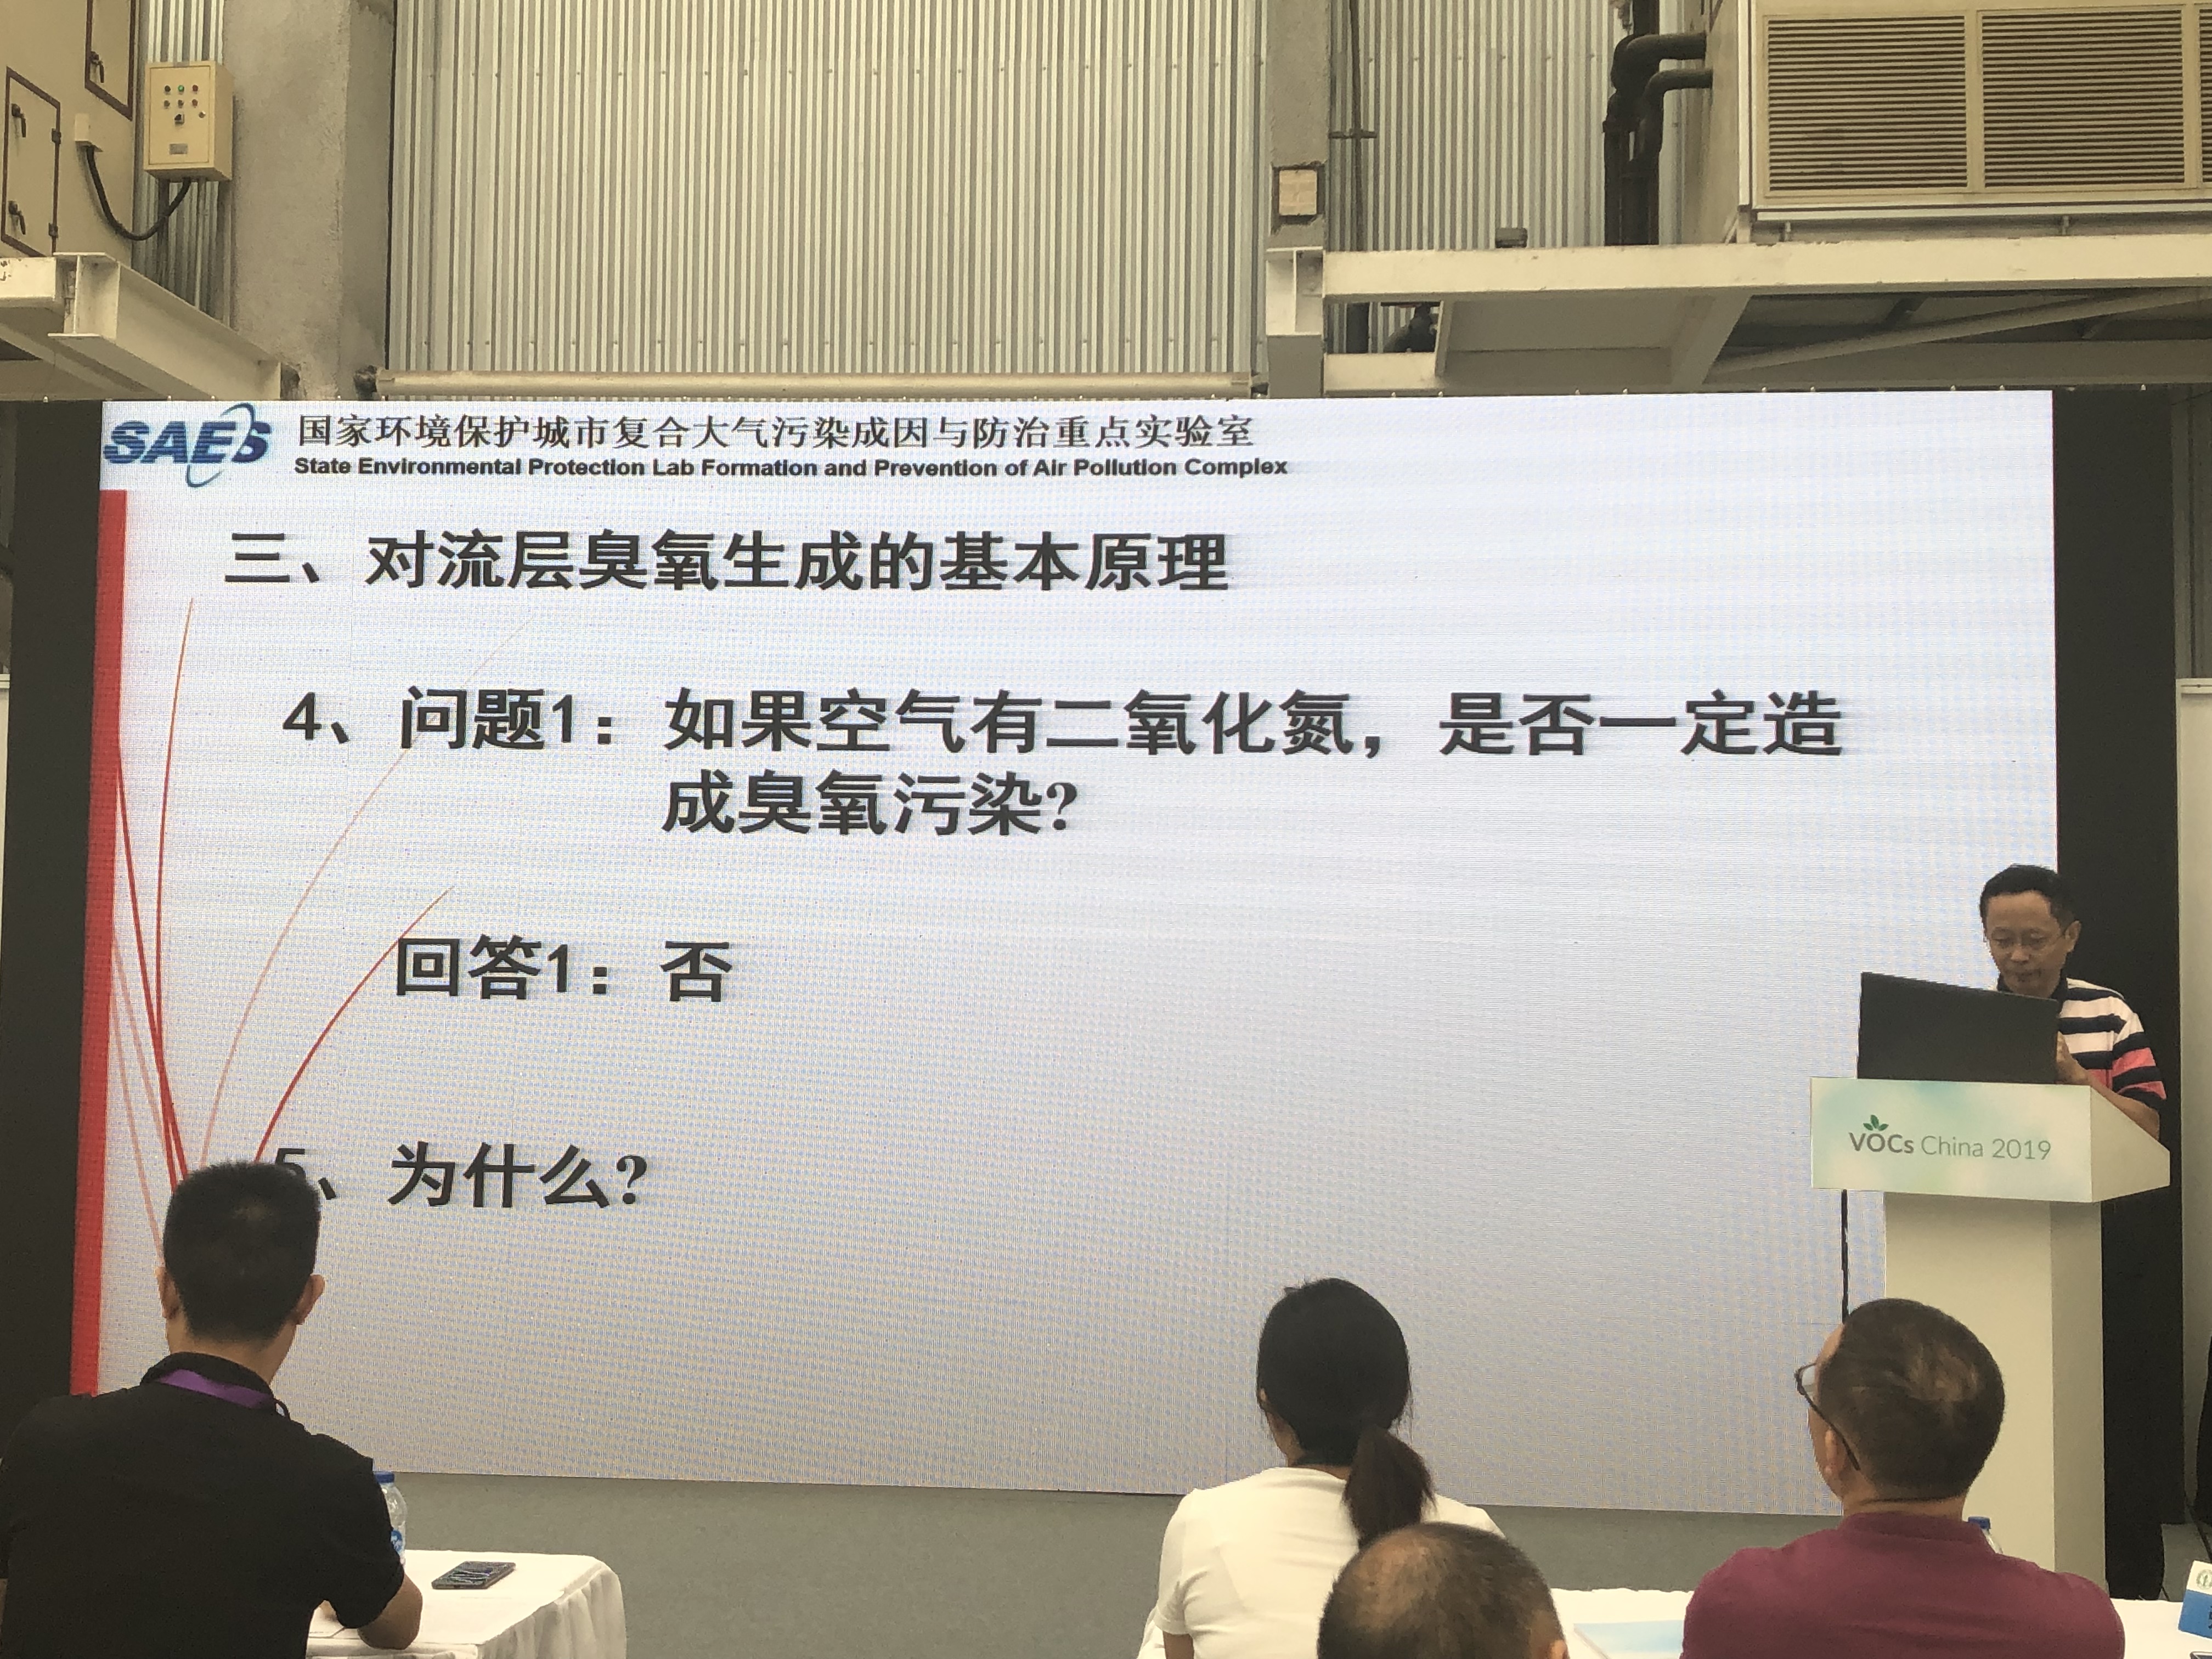 SAES 国家环境保护城市复合大气污染成因与防治重点实验室
State Environmental Protection Lab Formation and Prevention of Air Pollution Complex
三、对流层臭氧生成的基本原理
4、问题1：如果空气有二氧化氮，是否一定造
成臭氧污染?
回答1：否
5、为什么?
VOCs China 2019